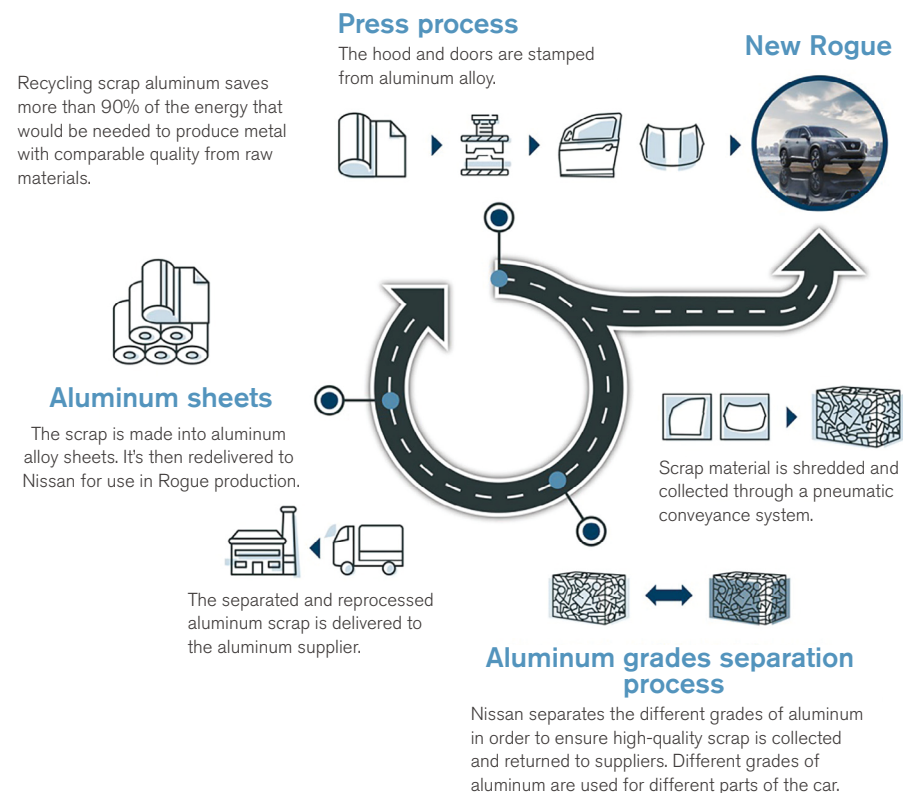 Press process
The hood and doors are stamped
from aluminum alloy.
New Rogue
Recycling scrap aluminum saves
more than 90% of the energy that
would be needed to produce metal
with comparable quality from raw
materials.
Aluminum sheets
The scrap is made into aluminum
alloy sheets. It’s then redelivered to
Nissan for use in Rogue production.
Scrap material is shredded and
collected through a pneumatic
conveyance system.
The separated and reprocessed
aluminum scrap is delivered to
the aluminum supplier.
Aluminum grades separation
process
Nissan separates the different grades of aluminum
in order to ensure high-quality scrap is collected
and returned to suppliers. Different grades of
aluminum are used for different parts of the car.